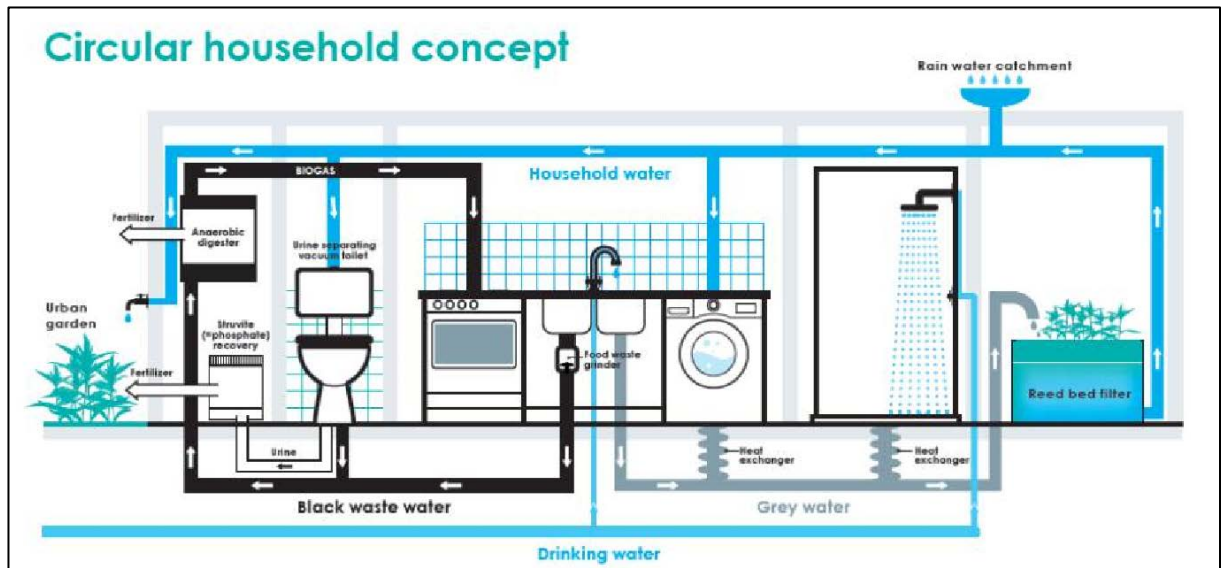 Circular household concept
Rain water catchment
BIOGAS
Household water
Fertilizer
Anaerobic
digester
Urine separating
vacuum toilet
Urban
garden
Struvite
(=phosphate)
recovery
Food waste
grinder
Fertilizer
Reed bed filter
Urine
Heat
exchanger
Heat
exchanger
Black waste water
Grey water
Drinking water